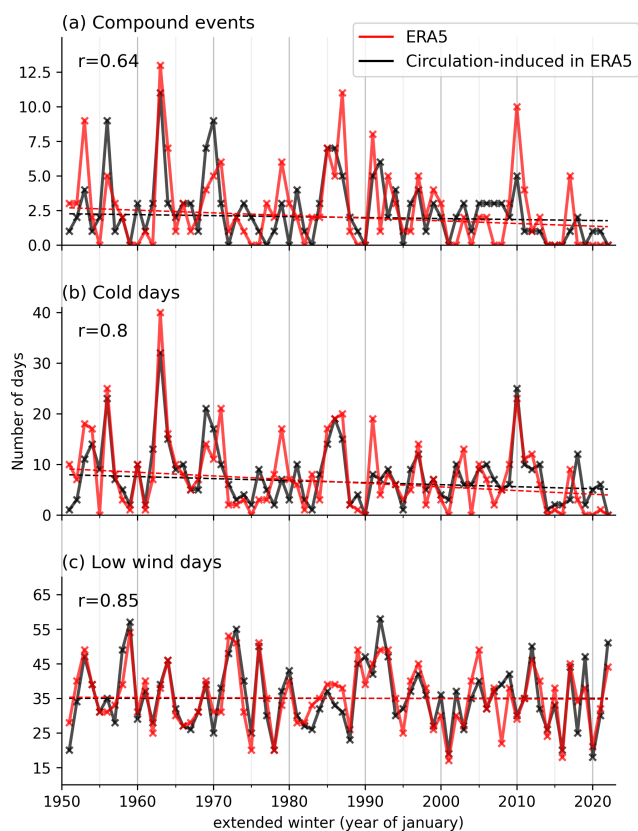 (a) Compound events
ERA5
Circulation-induced in ERA5
r=0.64
12.5
10.0
7.5
5.0
2.5
0.0
(b) Cold days
r=0.8
40
30
20
10
0
Number of days
(c) Low wind days
r=0.85
65
55
45
35
25
15
1950 1960 1970 1980 1990 2000 2010 2020
extended winter (year of january)